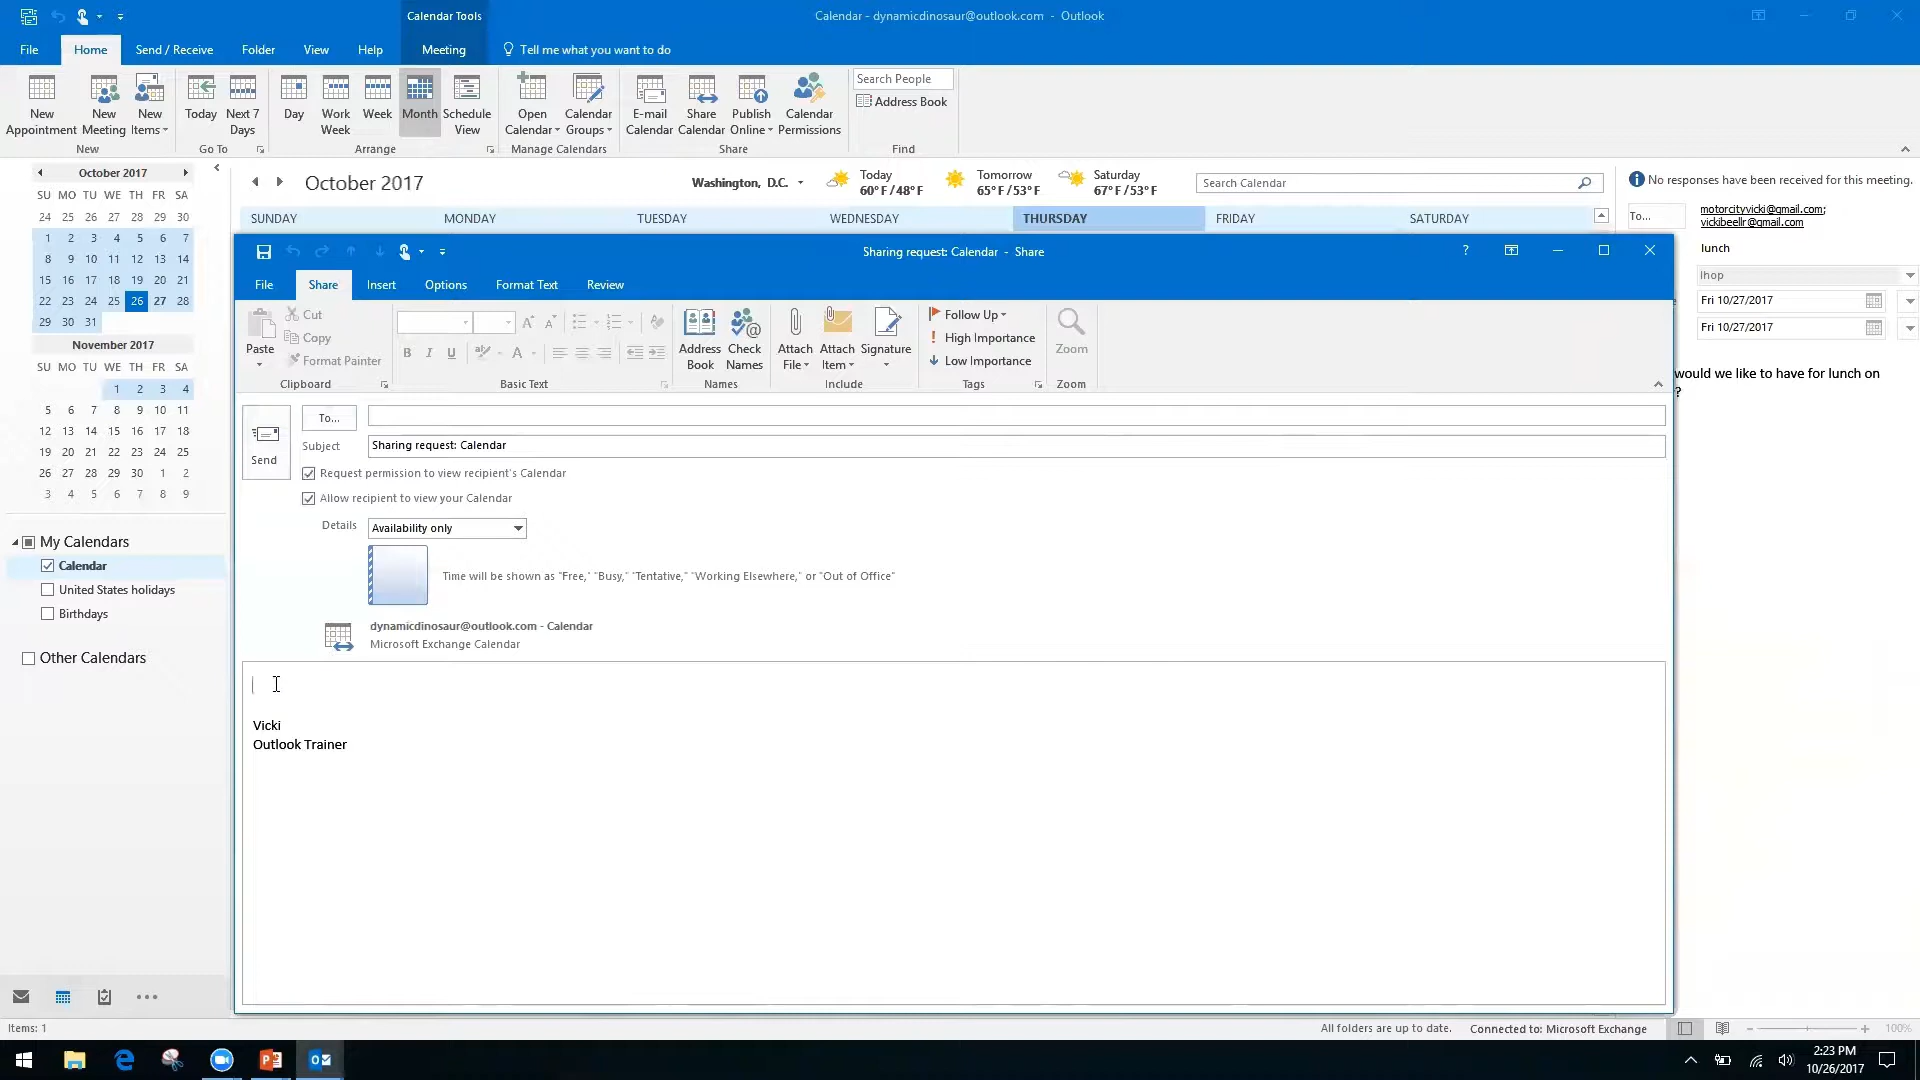 Calendar Tools
Calendar - dynamicdinosaur@outlook.com - Outlook
File Home Send / Receive Folder View Help Meeting Tell me what you want to do
New Appointment
New Meeting
New Items
New
Today
Next 7 Days
Go To
Day
Work Week
Week
Month
Schedule View
Arrange
Open Calendar
Calendar Groups
Manage Calendars
E-mail Calendar
Share Calendar
Publish Online
Calendar Permissions
Share
Search People
Address Book
Find
October 2017
SU MO TU WE TH FR SA
24 25 26 27 28 29 30
1 2 3 4 5 6 7
8 9 10 11 12 13 14
15 16 17 18 19 20 21
22 23 24 25 26 27 28
29 30 31
November 2017
SU MO TU WE TH FR SA
1 2 3 4
5 6 7 8 9 10 11
12 13 14 15 16 17 18
19 20 21 22 23 24 25
26 27 28 29 30 1 2
3 4 5 6 7 8 9
My Calendars
Calendar
United States holidays
Birthdays
Other Calendars
October 2017
Washington, D.C.
Today
60°F/48°F
Tomorrow
65°F/53°F
Saturday
67°F/53°F
Search Calendar
SUNDAY MONDAY TUESDAY WEDNESDAY THURSDAY FRIDAY SATURDAY
No responses have been received for this meeting.
To...
motorcityvicki@gmail.com;
vickibeellr@gmail.com
lunch
Ihop
Fri 10/27/2017
Fri 10/27/2017
would we like to have for lunch on
?
Sharing request: Calendar - Share
?
File Share Insert Options Format Text Review
Paste
Cut
Copy
Format Painter
Clipboard
A A
B I U
A
Basic Text
Address Book
Check Names
Names
Attach File
Attach Item
Signature
Include
Follow Up
High Importance
Low Importance
Tags
Zoom
Zoom
Send
To...
Subject Sharing request: Calendar
Request permission to view recipient's Calendar
Allow recipient to view your Calendar
Details Availability only
Time will be shown as "Free," "Busy," "Tentative," "Working Elsewhere," or "Out of Office"
dynamicdinosaur@outlook.com - Calendar
Microsoft Exchange Calendar
Vicki
Outlook Trainer
Items: 1
All folders are up to date.
Connected to: Microsoft Exchange
100%
2:23 PM
10/26/2017